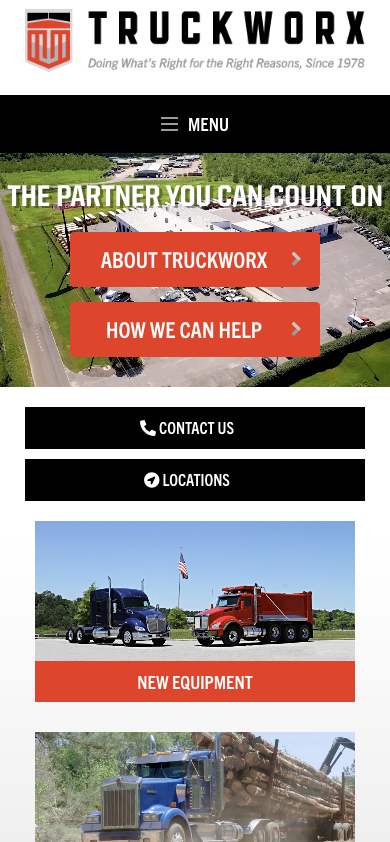 TRUCKWORX
Doing What's Right for the Right Reasons, Since 1978
MENU
THE PARTNER YOU CAN COUNT ON
ABOUT TRUCKWORX
HOW WE CAN HELP
CONTACT US
LOCATIONS
NEW EQUIPMENT